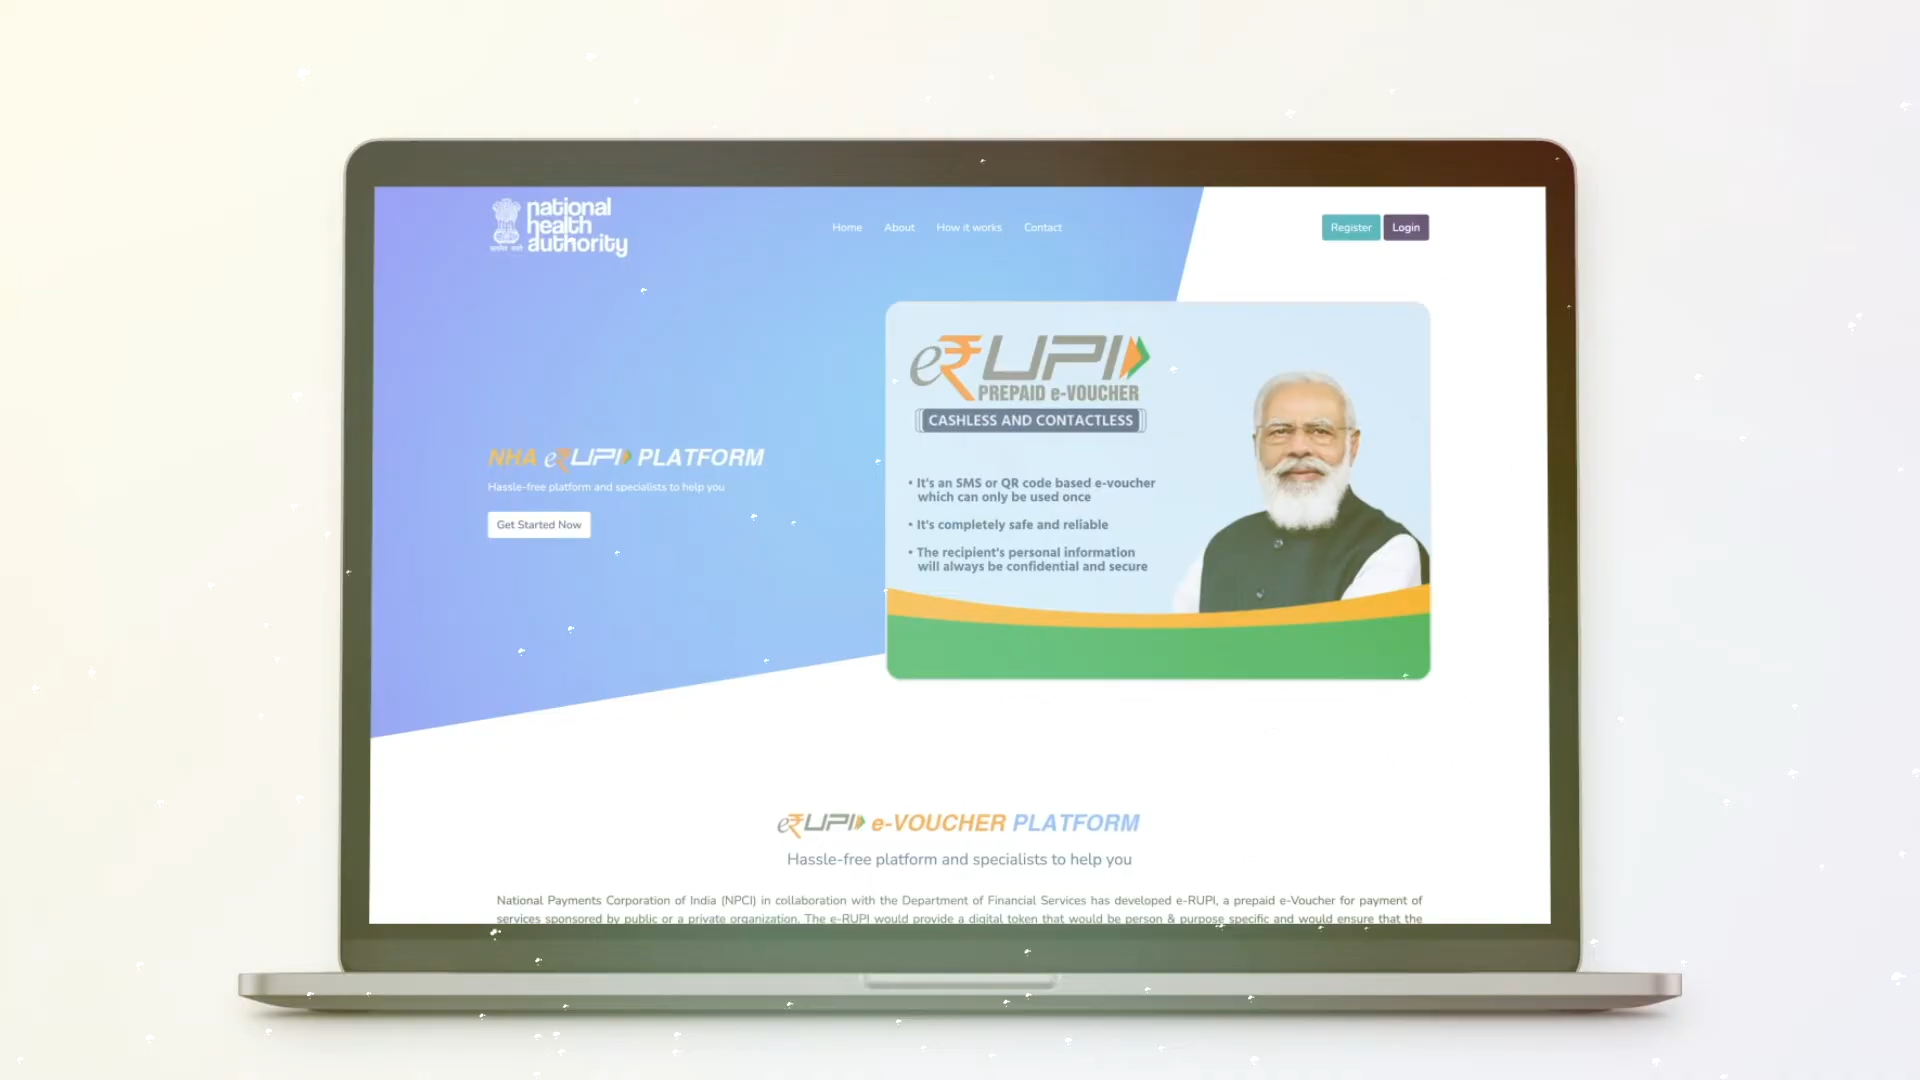 national
health
authority
Home About How it works Contact
Register Login
e₹UPI
PREPAID e-VOUCHER
CASHLESS AND CONTACTLESS
• It's an SMS or QR code based e-voucher
which can only be used once
• It's completely safe and reliable
• The recipient's personal information
will always be confidential and secure
NHA e₹UPI PLATFORM
Hassle-free platform and specialists to help you
Get Started Now
e₹UPI e-VOUCHER PLATFORM
Hassle-free platform and specialists to help you
National Payments Corporation of India (NPCI) in collaboration with the Department of Financial Services has developed e-RUPI, a prepaid e-Voucher for payment of
services sponsored by public or a private organization. The e-RUPI would provide a digital token that would be person & purpose specific and would ensure that the